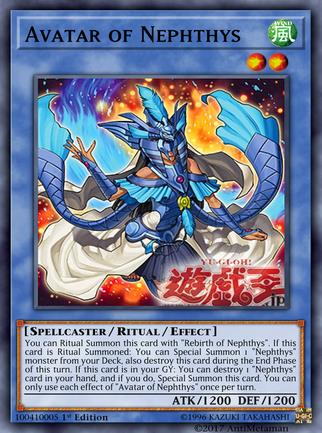 Avatar of Nephthys
風
YU-GI-OH!
遊戯王
.jp
[Spellcaster / Ritual / Effect]
You can Ritual Summon this card with "Rebirth of Nephthys". If this
card is Ritual Summoned: You can Special Summon 1 "Nephthys"
monster from your Deck, also destroy this card during the End Phase
of this turn. If this card is in your GY: You can destroy 1 "Nephthys"
card in your hand, and if you do, Special Summon this card. You can
only use each effect of "Avatar of Nephthys" once per turn.
ATK/1200 DEF/1200
100410005 1st Edition ©1996 KAZUKI TAKAHASHI
©2017 AntiMetaman